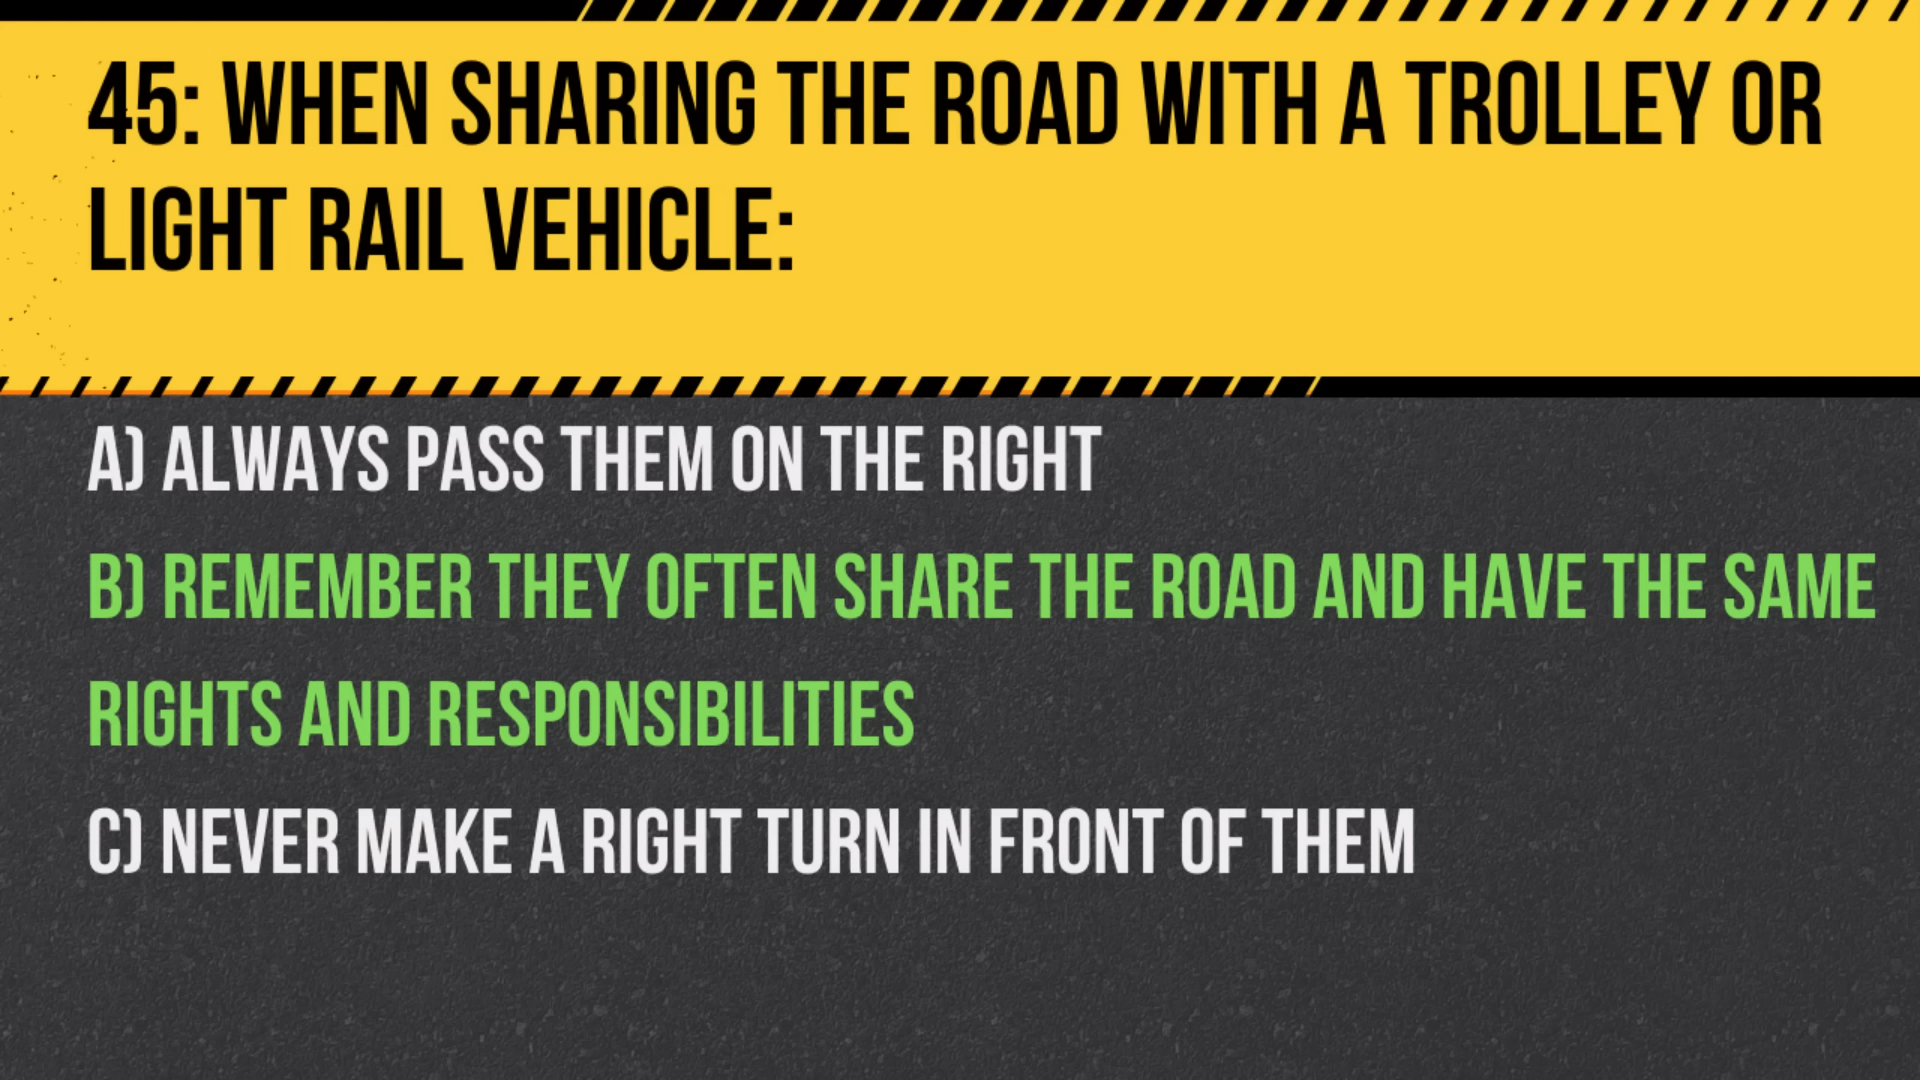 45: WHEN SHARING THE ROAD WITH A TROLLEY OR
LIGHT RAIL VEHICLE:
A) ALWAYS PASS THEM ON THE RIGHT
B) REMEMBER THEY OFTEN SHARE THE ROAD AND HAVE THE SAME
RIGHTS AND RESPONSIBILITIES
C) NEVER MAKE A RIGHT TURN IN FRONT OF THEM